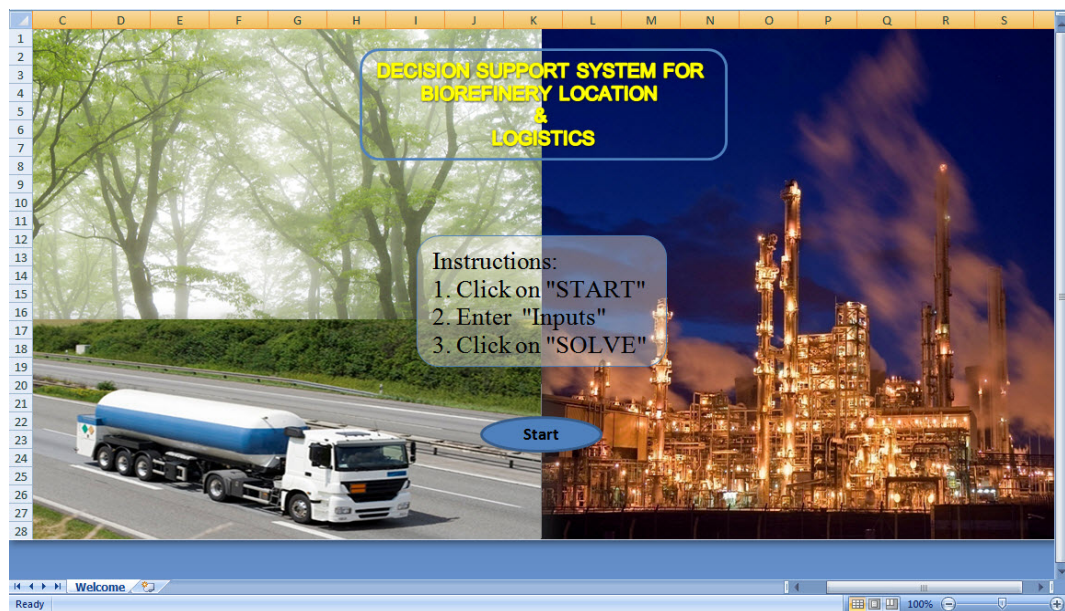 C D E F G H I J K L M N O P Q R S
1
2
3
4
5
6
7
8
9
10
11
12
13
14
15
16
17
18
19
20
21
22
23
24
25
26
27
28
DECISION SUPPORT SYSTEM FOR
BIOREFINERY LOCATION
&
LOGISTICS
Instructions:
1. Click on "START"
2. Enter "Inputs"
3. Click on "SOLVE"
Start
Welcome
Ready
100%